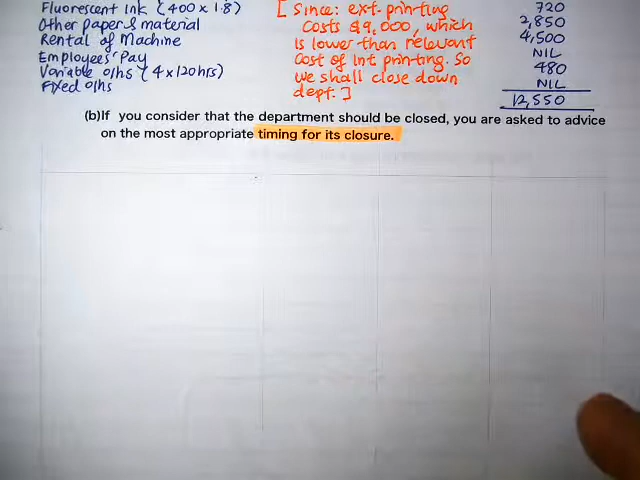 Fluorescent Ink (400 x 1.8) 720
Other paper & material 2,850
Rental of Machine 4,500
Employees' Pay NIL
Variable o/hs (4 x 120 hrs) 480
Fixed o/hs NIL
12,550
[Since: ext. printing
costs $9,000, which
is lower than relevant
cost of Int printing. So
we shall close down
dept.]
(b)If you consider that the department should be closed, you are asked to advice
on the most appropriate timing for its closure.